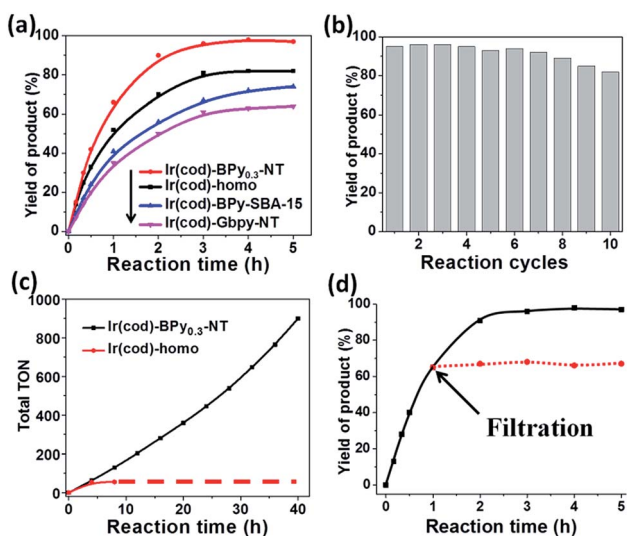 (a)
Yield of product (%)
100
80
60
40
20
0
0 1 2 3 4 5
Reaction time (h)
Ir(cod)-BPy₀.₃-NT
Ir(cod)-homo
Ir(cod)-BPy-SBA-15
Ir(cod)-Gbpy-NT
(b)
Yield of product (%)
100
80
60
40
20
0
2 4 6 8 10
Reaction cycles
(c)
Total TON
1000
800
600
400
200
0
0 10 20 30 40
Reaction time (h)
Ir(cod)-BPy₀.₃-NT
Ir(cod)-homo
(d)
Yield of product (%)
100
80
60
40
20
0
0 1 2 3 4 5
Reaction time (h)
Filtration